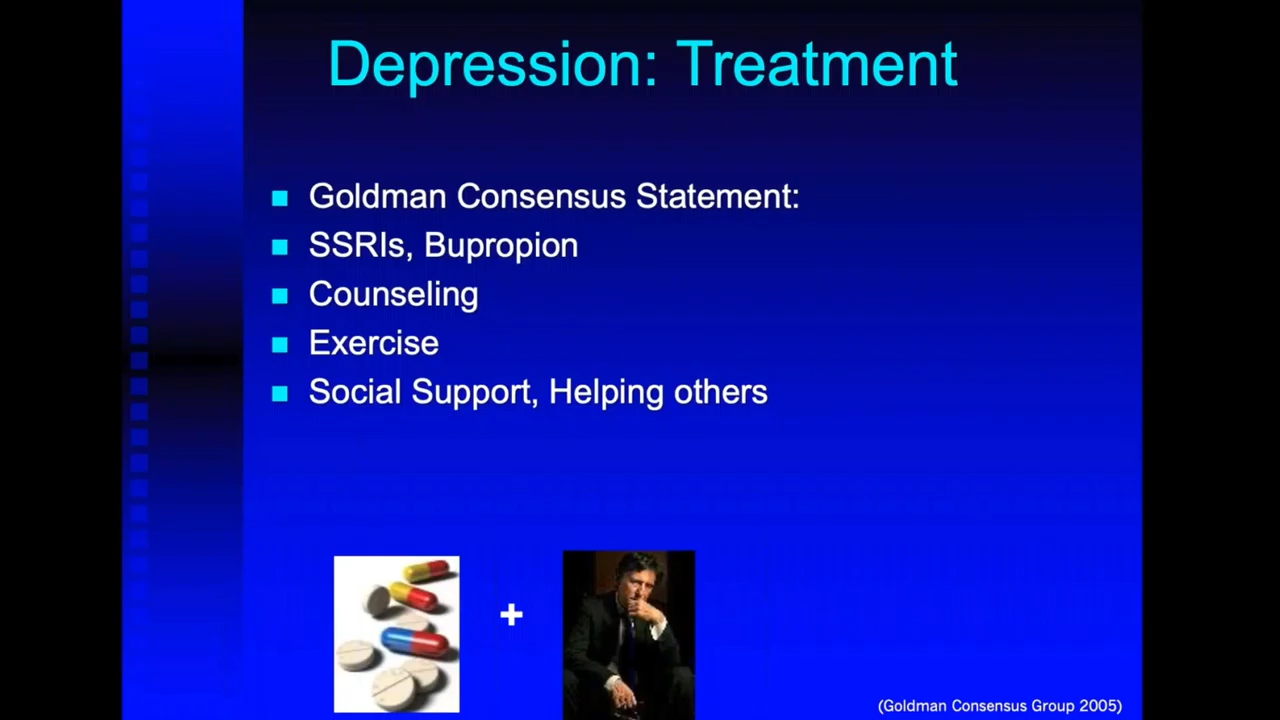 Depression: Treatment
Goldman Consensus Statement:
SSRIs, Bupropion
Counseling
Exercise
Social Support, Helping others
+
(Goldman Consensus Group 2005)